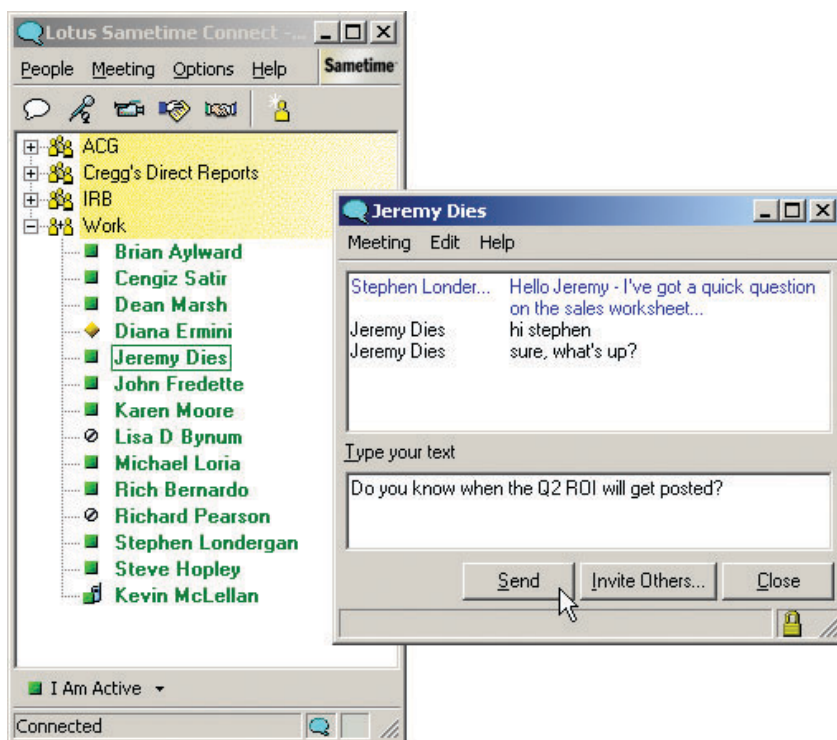 Lotus Sametime Connect -...
People Meeting Options Help Sametime
ACG
Cregg's Direct Reports
IRB
Work
Brian Aylward
Cengiz Satir
Dean Marsh
Diana Ermini
Jeremy Dies
John Fredette
Karen Moore
Lisa D Bynum
Michael Loria
Rich Bernardo
Richard Pearson
Stephen Londergan
Steve Hopley
Kevin McLellan
I Am Active
Connected
Jeremy Dies
Meeting Edit Help
Stephen Londer... Hello Jeremy - I've got a quick question
on the sales worksheet...
Jeremy Dies hi stephen
Jeremy Dies sure, what's up?
Type your text
Do you know when the Q2 ROI will get posted?
Send Invite Others... Close